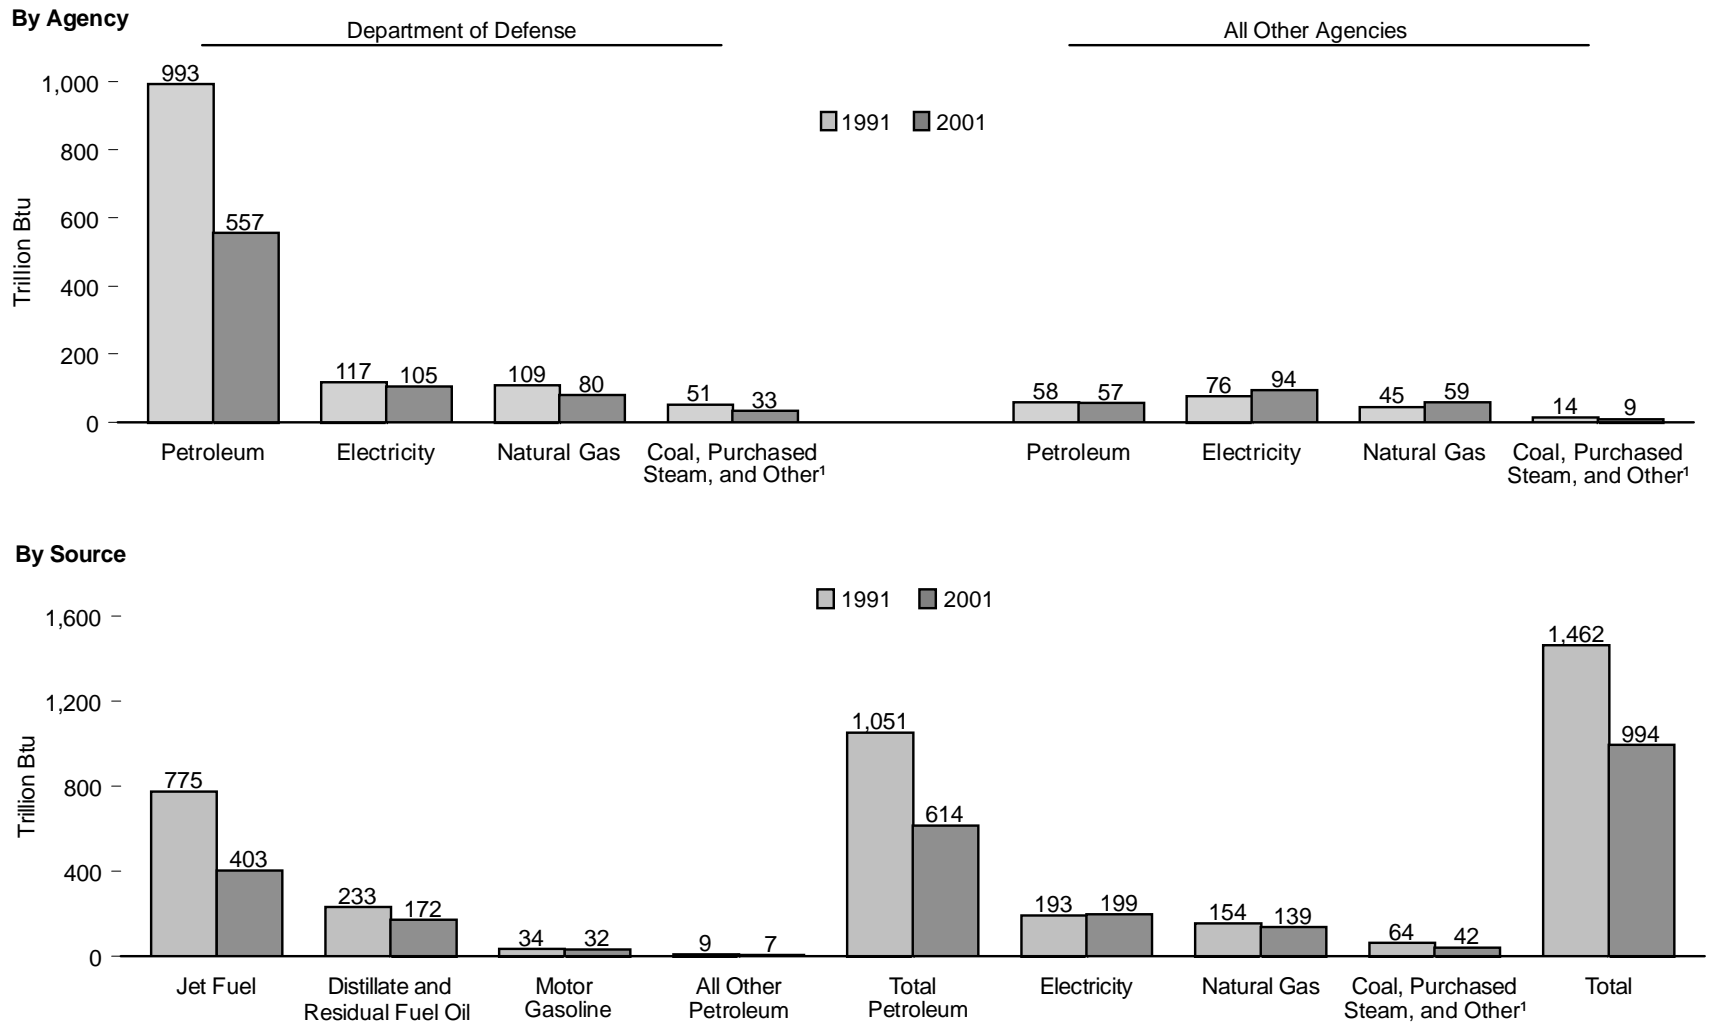 By Agency
Department of Defense
All Other Agencies
1991 2001
Trillion Btu
1,000
800
600
400
200
0
993 557 117 105 109 80 51 33 58 57 76 94 45 59 14 9
Petroleum Electricity Natural Gas Coal, Purchased Petroleum Electricity Natural Gas Coal, Purchased
Steam, and Other¹ Steam, and Other¹
By Source
1991 2001
Trillion Btu
1,600
1,200
800
400
0
775 403 233 172 34 32 9 7 1,051 614 193 199 154 139 64 42 1,462 994
Jet Fuel Distillate and Motor All Other Total Electricity Natural Gas Coal, Purchased Total
Residual Fuel Oil Gasoline Petroleum Petroleum Steam, and Other¹